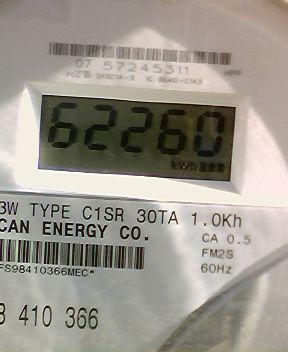 07 57245311
62260
kWh
3W TYPE C1SR 30TA 1.0Kh
CAN ENERGY CO.
CA 0.5
FM2S
60Hz
FS98410366MEC*
8 410 366